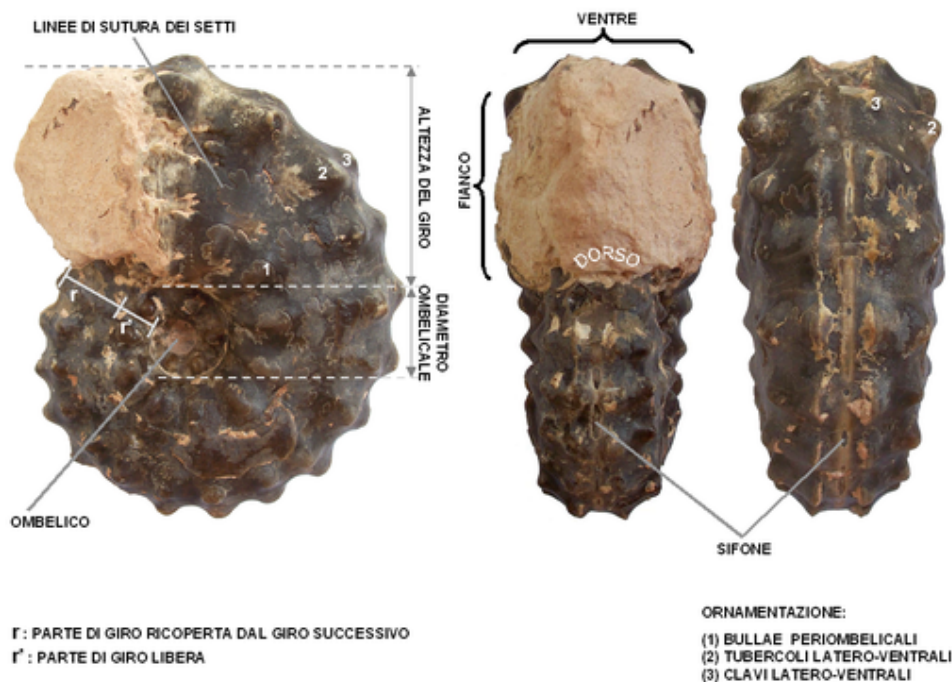 VENTRE
LINEE DI SUTURA DEI SETTI
3
2
1
ALTEZZA DEL GIRO
DIAMETRO
OMBELICALE
r
r'
OMBELICO
FIANCO
DORSO
3
2
SIFONE
r : PARTE DI GIRO RICOPERTA DAL GIRO SUCCESSIVO
r' : PARTE DI GIRO LIBERA
ORNAMENTAZIONE:
(1) BULLAE PERIOMBELICALI
(2) TUBERCOLI LATERO-VENTRALI
(3) CLAVI LATERO-VENTRALI